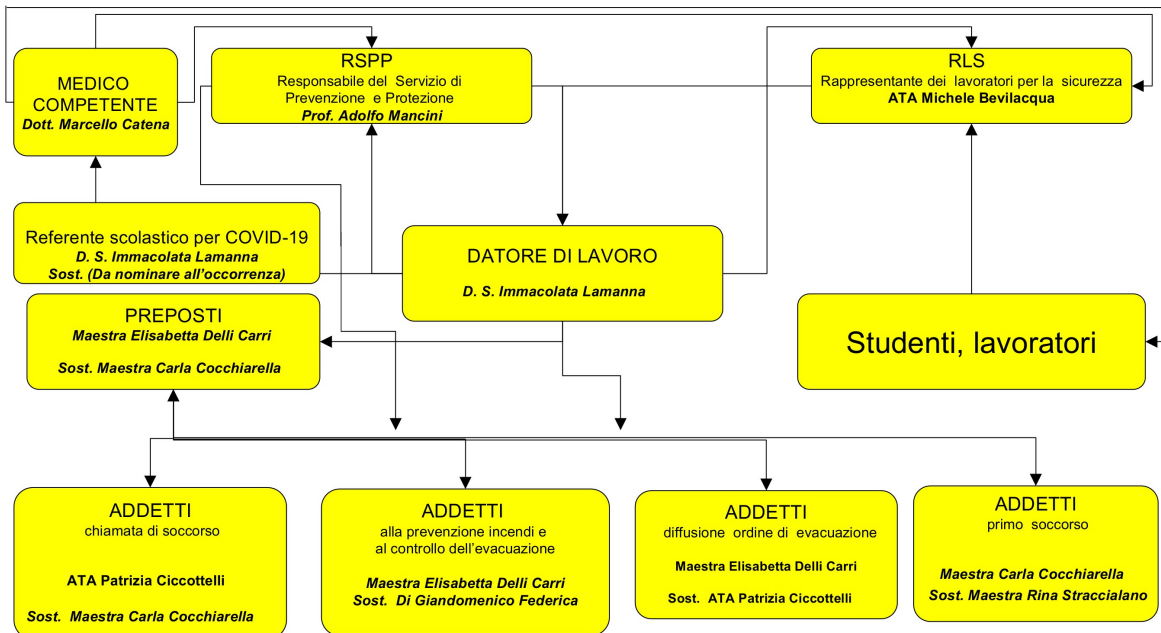 MEDICO
COMPETENTE
Dott. Marcello Catena
RSPP
Responsabile del Servizio di
Prevenzione e Protezione
Prof. Adolfo Mancini
RLS
Rappresentante dei lavoratori per la sicurezza
ATA Michele Bevilacqua
Referente scolastico per COVID-19
D. S. Immacolata Lamanna
Sost. (Da nominare all'occorrenza)
DATORE DI LAVORO
D. S. Immacolata Lamanna
PREPOSTI
Maestra Elisabetta Delli Carri
Sost. Maestra Carla Cocchiarella
Studenti, lavoratori
ADDETTI
chiamata di soccorso
ATA Patrizia Ciccottelli
Sost. Maestra Carla Cocchiarella
ADDETTI
alla prevenzione incendi e
al controllo dell'evacuazione
Maestra Elisabetta Delli Carri
Sost. Di Giandomenico Federica
ADDETTI
diffusione ordine di evacuazione
Maestra Elisabetta Delli Carri
Sost. ATA Patrizia Ciccottelli
ADDETTI
primo soccorso
Maestra Carla Cocchiarella
Sost. Maestra Rina Straccialano